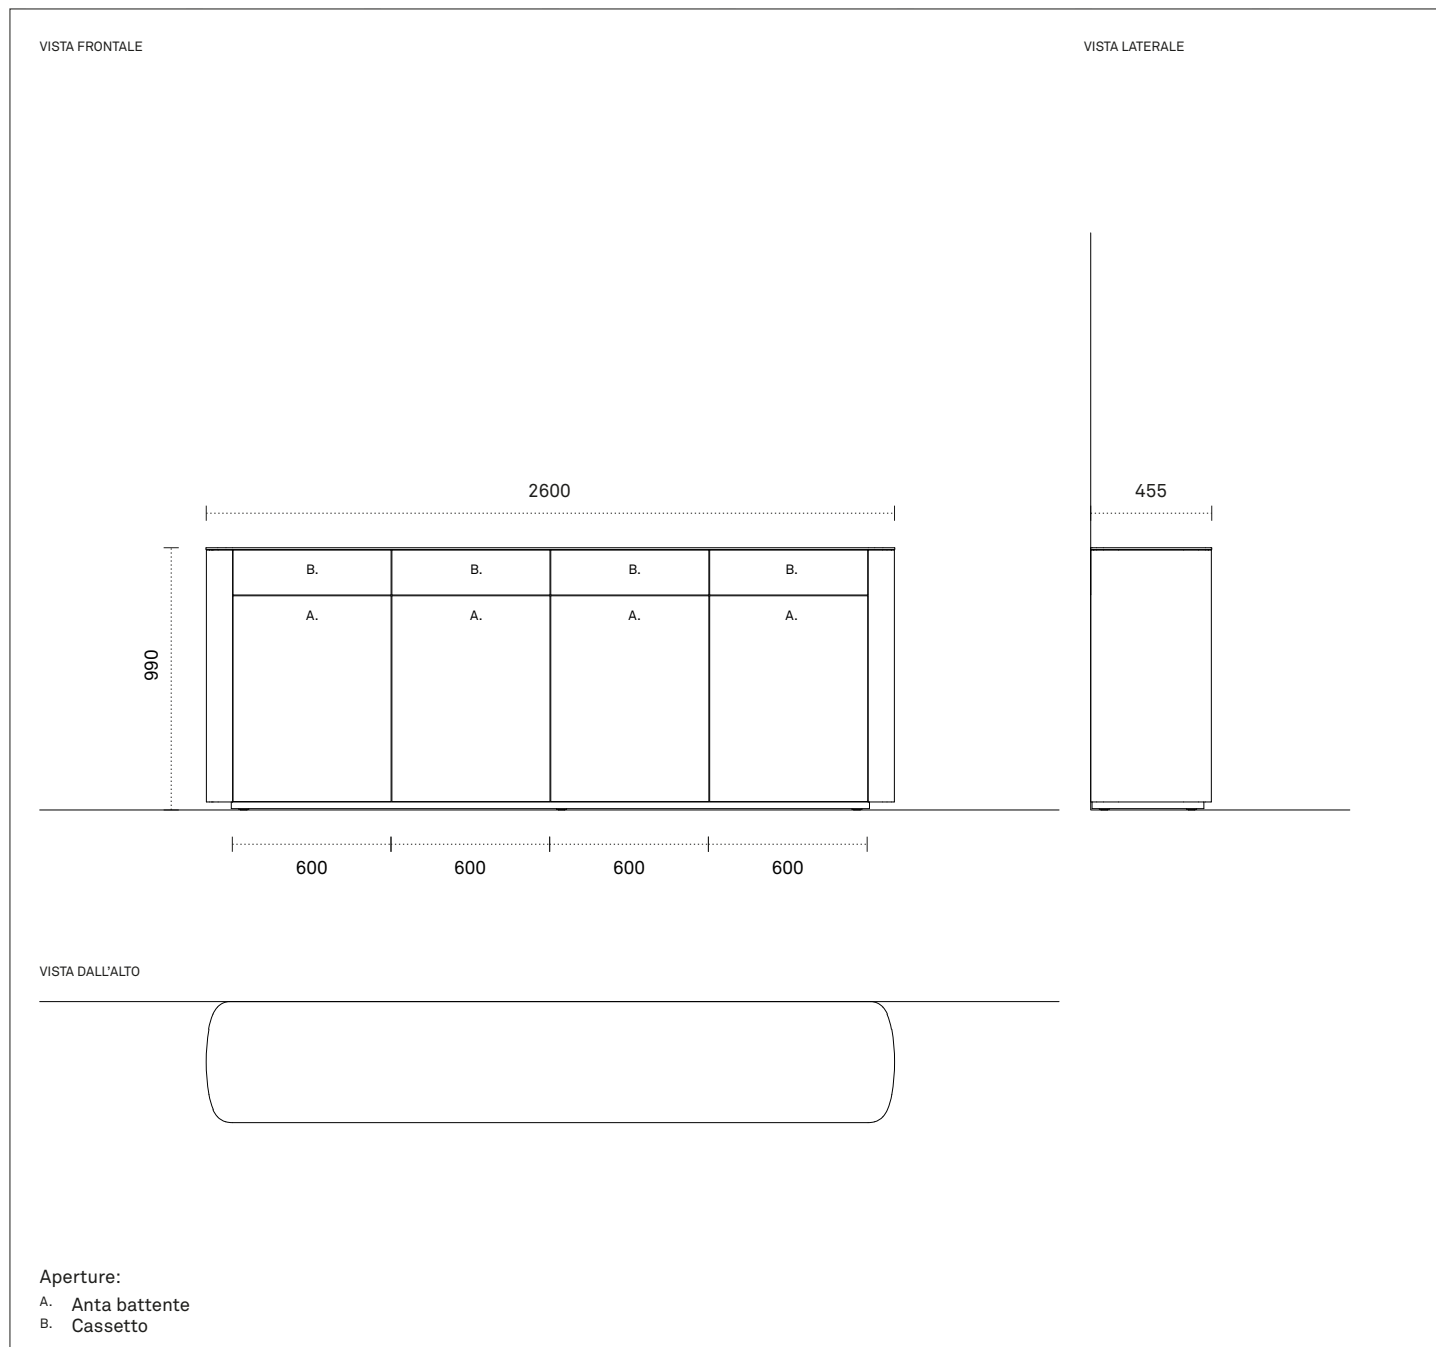 VISTA FRONTALE
VISTA LATERALE
2600
455
B. B. B. B.
A. A. A. A.
990
600 600 600 600
VISTA DALL'ALTO
Aperture:
A. Anta battente
B. Cassetto